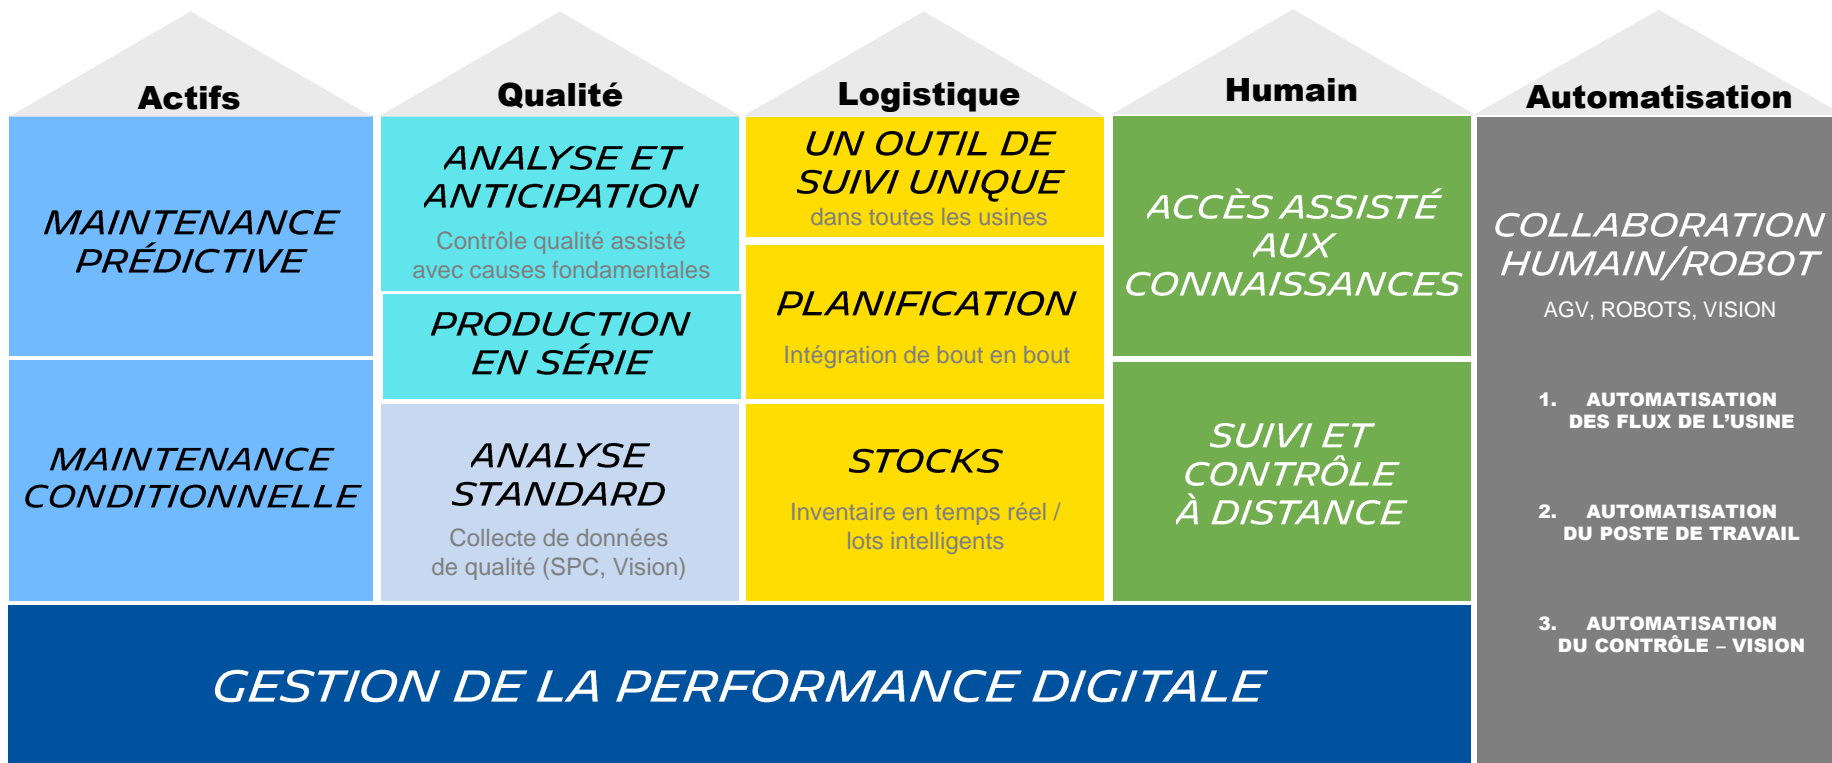 Actifs
MAINTENANCE
PRÉDICTIVE
MAINTENANCE
CONDITIONNELLE
Qualité
ANALYSE ET
ANTICIPATION
Contrôle qualité assisté
avec causes fondamentales
PRODUCTION
EN SÉRIE
ANALYSE
STANDARD
Collecte de données
de qualité (SPC, Vision)
Logistique
UN OUTIL DE
SUIVI UNIQUE
dans toutes les usines
PLANIFICATION
Intégration de bout en bout
STOCKS
Inventaire en temps réel /
lots intelligents
Humain
ACCÈS ASSISTÉ
AUX
CONNAISSANCES
SUIVI ET
CONTRÔLE
À DISTANCE
Automatisation
COLLABORATION
HUMAIN/ROBOT
AGV, ROBOTS, VISION
1. AUTOMATISATION
DES FLUX DE L’USINE
2. AUTOMATISATION
DU POSTE DE TRAVAIL
3. AUTOMATISATION
DU CONTRÔLE – VISION
GESTION DE LA PERFORMANCE DIGITALE